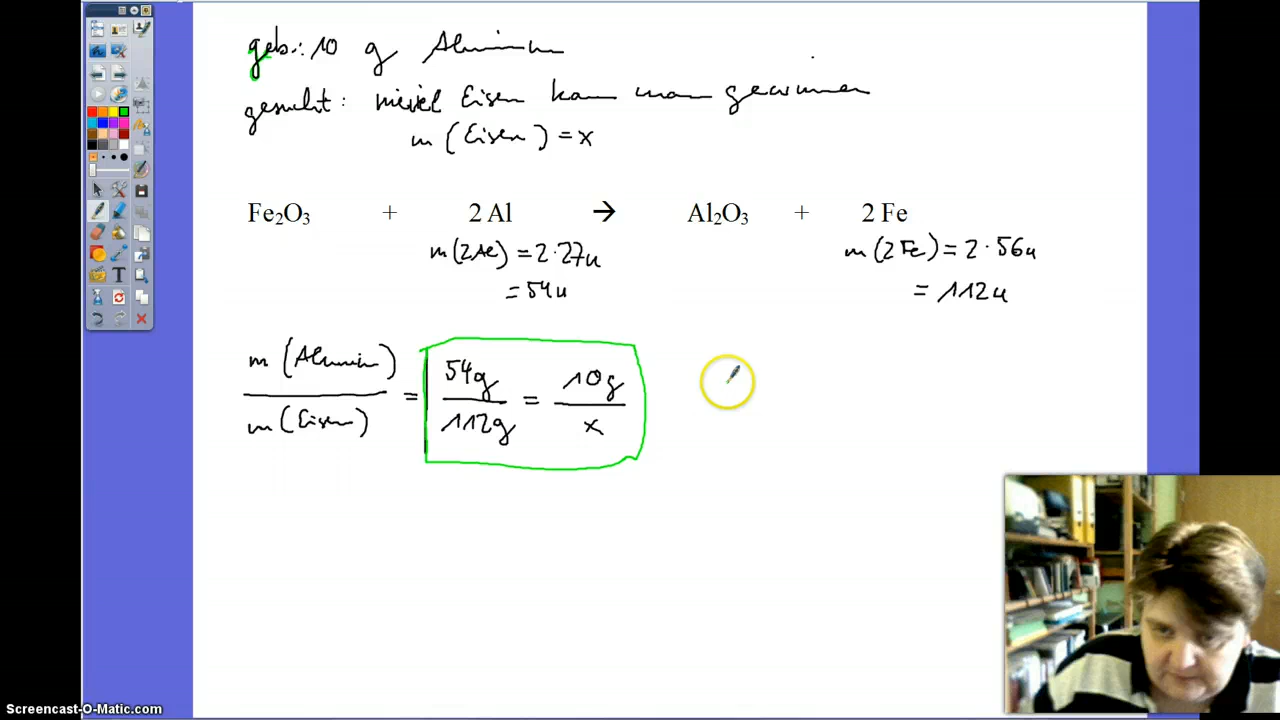 geb.: 10 g Aluminium
gesucht: wieviel Eisen kann man gewinnen
m (Eisen) = x
Fe₂O₃ + 2 Al → Al₂O₃ + 2 Fe
m (2Al) = 2·27u m (2Fe) = 2·56u
= 54u = 112u
m (Aluminium) / m (Eisen) = 54g / 112g = 10g / x
Screencast-O-Matic.com